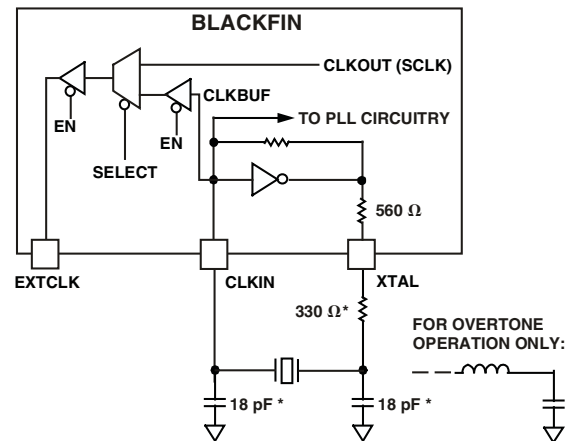 BLACKFIN
CLKOUT (SCLK)
CLKBUF
TO PLL CIRCUITRY
EN
EN
SELECT
560 Ω
EXTCLK
CLKIN
XTAL
330 Ω*
FOR OVERTONE
OPERATION ONLY:
18 pF *
18 pF *